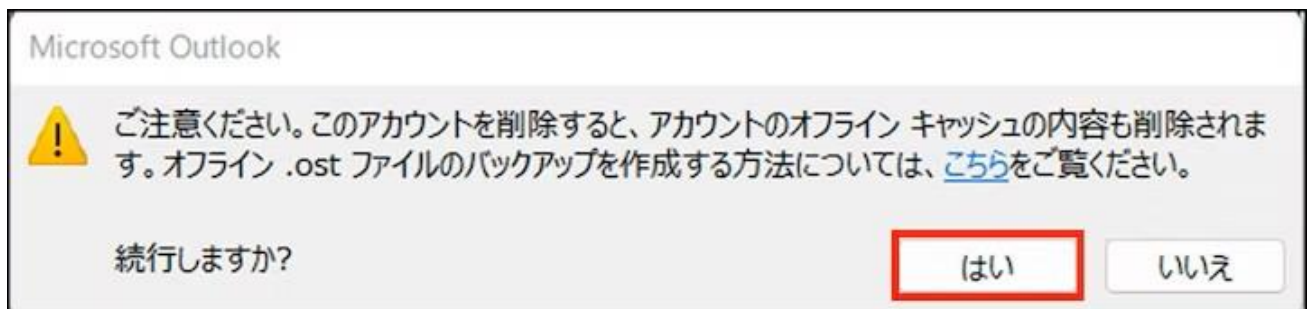 Microsoft Outlook
ご注意ください。このアカウントを削除すると、アカウントのオフライン キャッシュの内容も削除されま
す。オフライン .ost ファイルのバックアップを作成する方法については、こちらをご覧ください。
続行しますか?
はい
いいえ